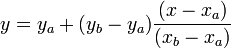 y = y_a + (y_b - y_a) \frac{(x - x_a)}{(x_b - x_a)}